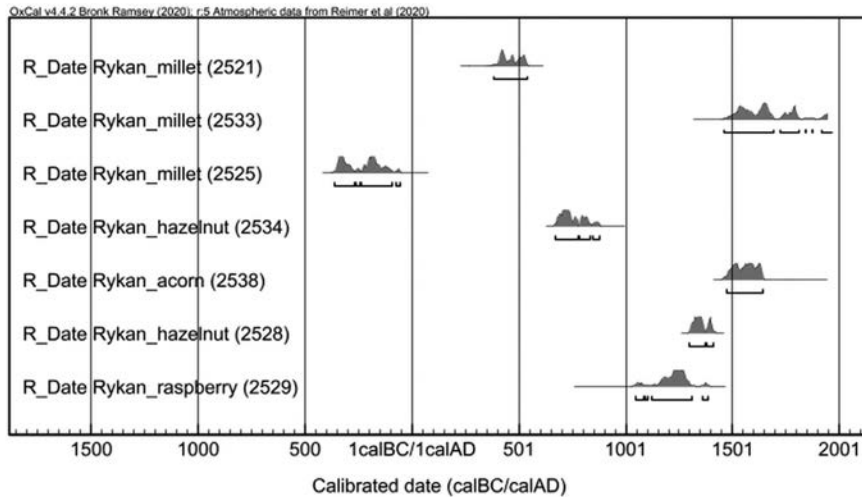 OxCal v4.4.2 Bronk Ramsey (2020); r:5 Atmospheric data from Reimer et al (2020)
R_Date Rykan_millet (2521)
R_Date Rykan_millet (2533)
R_Date Rykan_millet (2525)
R_Date Rykan_hazelnut (2534)
R_Date Rykan_acorn (2538)
R_Date Rykan_hazelnut (2528)
R_Date Rykan_raspberry (2529)
1500 1000 500 1calBC/1calAD 501 1001 1501 2001
Calibrated date (calBC/calAD)